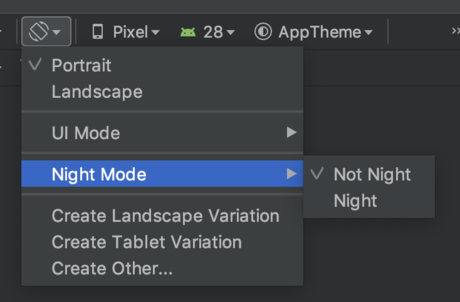 Pixel 28 AppTheme »
Portrait
Landscape
UI Mode
Night Mode
Not Night
Night
Create Landscape Variation
Create Tablet Variation
Create Other...